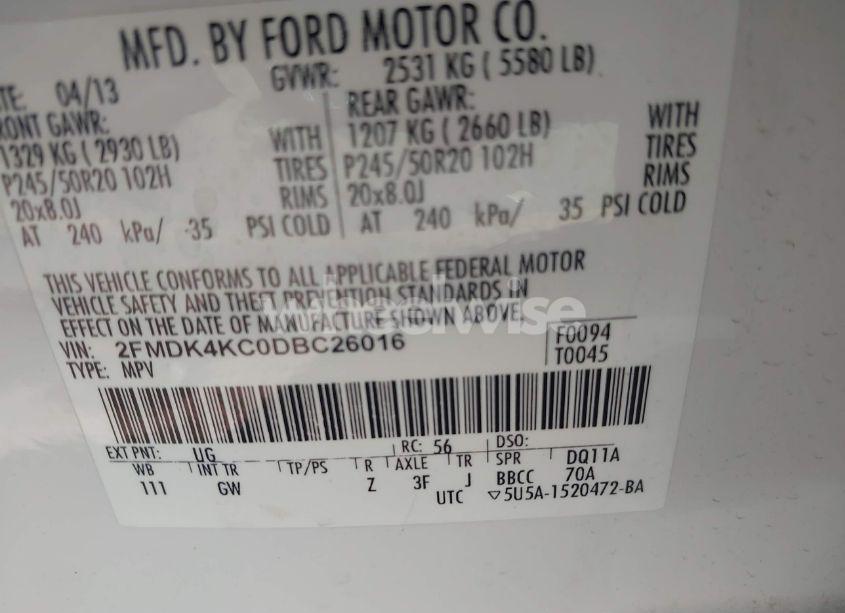 MFD. BY FORD MOTOR CO.
TE: 04/13 GVWR: 2531 KG ( 5580 LB)
RONT GAWR: REAR GAWR:
1329 KG ( 2930 LB) WITH 1207 KG ( 2660 LB) WITH
P245/50R20 102H TIRES P245/50R20 102H TIRES
20x8.0J RIMS 20x8.0J RIMS
AT 240 kPa/ 35 PSI COLD AT 240 kPa/ 35 PSI COLD
THIS VEHICLE CONFORMS TO ALL APPLICABLE FEDERAL MOTOR
VEHICLE SAFETY AND THEFT PREVENTION STANDARDS IN
EFFECT ON THE DATE OF MANUFACTURE SHOWN ABOVE.
VIN: 2FMDK4KC0DBC26016 F0094
TYPE: MPV T0045
EXT PNT: UG RC: 56 DSO:
WB INT TR TP/PS R AXLE TR SPR DQ11A
111 GW Z 3F J BBCC 70A
UTC ▽5U5A-1520472-BA